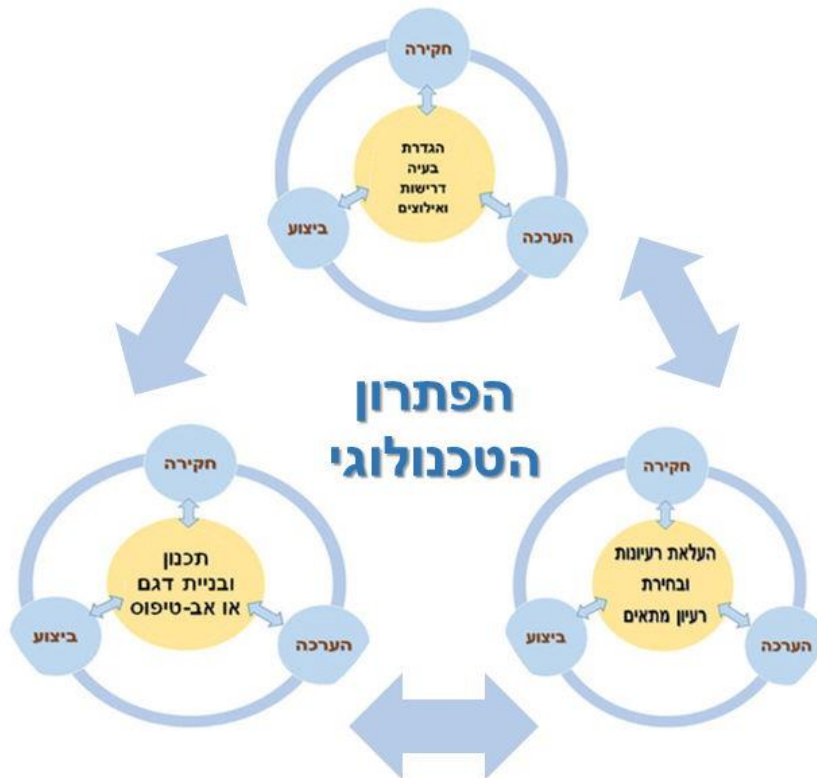 חקירה
הגדרת
בעיה
דרישות
ואילוצים
ביצוע
הערכה
הפתרון
הטכנולוגי
חקירה
העלאת רעיונות
ובחירת
רעיון מתאים
ביצוע
הערכה
חקירה
תכנון
ובניית דגם
או אב-טיפוס
ביצוע
הערכה